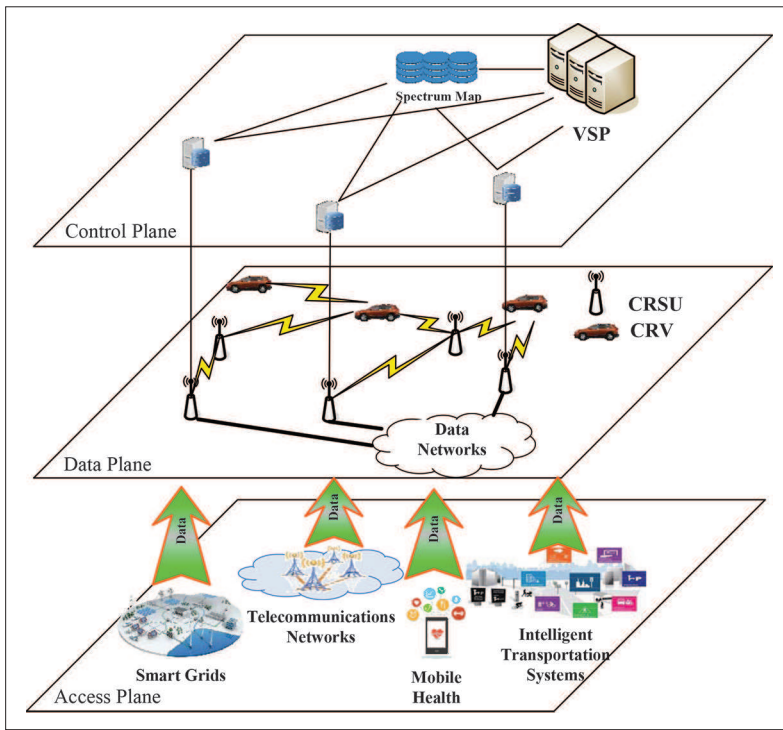 Spectrum Map
VSP
Control Plane
CRSU
CRV
Data
Networks
Data Plane
Data
Data
Data
Data
Telecommunications
Networks
Smart Grids
Mobile
Health
Intelligent
Transportation
Systems
Access Plane